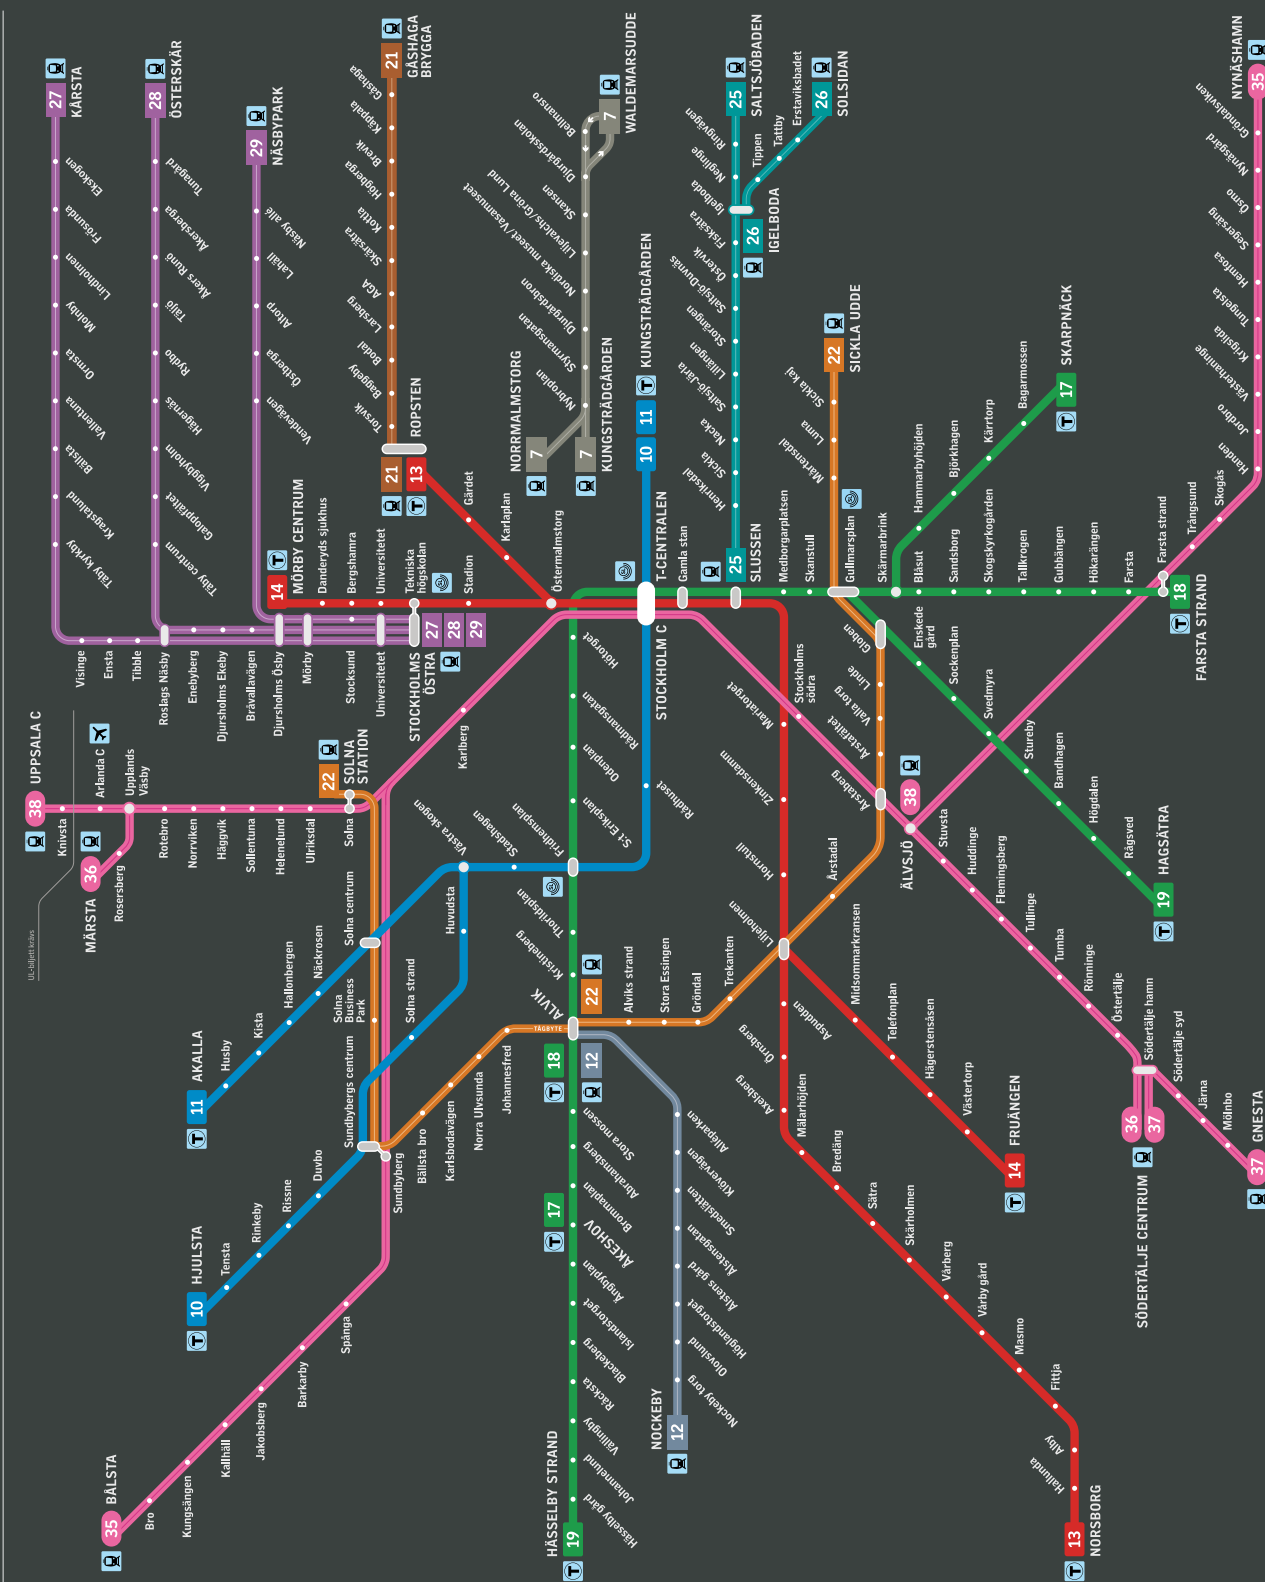 27
KÅRSTA
Ekskogen
Frösunda
Lindholmen
Molnby
Ormsta
Vallentuna
Bällsta
Kragstalund
Täby kyrkby
Visinge
Ensta
Tibble
Roslags Näsby
28
ÖSTERSKÄR
Tunagård
Åkersberga
Åkers Runö
Täljö
Rydbo
Hägernäs
Viggbyholm
Galoppfältet
Täby centrum
Enebyberg
Djursholms Ekeby
Bråvallavägen
Djursholms Ösby
29
NÄSBYPARK
Näsby allé
Lahäll
Altorp
Östberga
Vendevägen
Mörby
Stocksund
Universitetet
STOCKHOLMS
ÖSTRA
27
28
29
21
GÅSHAGA
BRYGGA
Gåshaga
Käppala
Brevik
Högberga
Kottla
Skärsätra
AGA
Larsberg
Bodal
Baggeby
Torsvik
21
13
ROPSTEN
Gärdet
Karlaplan
Östermalmstorg
14
MÖRBY CENTRUM
Danderyds sjukhus
Bergshamra
Universitetet
Tekniska
högskolan
Stadion
7
WALDEMARSUDDE
Bellmansro
Djurgårdsskolan
Skansen
Liljevalchs/Gröna Lund
Nordiska museet/Vasamuseet
Djurgårdsbron
Styrmansgatan
Nybroplan
NORRMALMSTORG
7
7
KUNGSTRÄDGÅRDEN
10
11
T
KUNGSTRÄDGÅRDEN
T-CENTRALEN
STOCKHOLM C
25
SALTSJÖBADEN
Ringvägen
Neglinge
Igelboda
Fisksätra
Östervik
Saltsjö-Duvnäs
Storängen
Lillängen
Saltsjö-Järla
Nacka
Sickla
Henriksdal
25
SLUSSEN
26
SOLSIDAN
Erstaviksbadet
Tattby
Tippen
26
IGELBODA
22
SICKLA UDDE
Sickla kaj
Luma
Mårtensdal
Gamla stan
Medborgarplatsen
Skanstull
Gullmarsplan
Skärmarbrink
17
SKARPNÄCK
Bagarmossen
Kärrtorp
Björkhagen
Hammarbyhöjden
Blåsut
Sandsborg
Skogskyrkogården
Tallkrogen
Gubbängen
Hökarängen
Farsta
Farsta strand
18
FARSTA STRAND
35
NYNÄSHAMN
Gröndalsviken
Nynäsgård
Ösmo
Segersäng
Hemfosa
Tungelsta
Krigslida
Västerhaninge
Jordbro
Handen
Skogås
Trångsund
Globen
Linde
Valla torg
Årstafältet
Årstaberg
Enskede
gård
Sockenplan
Svedmyra
Stureby
Bandhagen
Högdalen
Rågsved
19
HAGSÄTRA
38
UPPSALA C
Knivsta
Arlanda C
Upplands
Väsby
Rotebro
Norrviken
Häggvik
Sollentuna
Helenelund
Ulriksdal
Solna
22
SOLNA
STATION
Karlberg
36
MÄRSTA
Rosersberg
UL-biljett krävs
Hötorget
Rådmansgatan
Odenplan
S:t Eriksplan
Fridhemsplan
Thorildsplan
Kristineberg
ALVIK
Rådhuset
Stadshagen
Västra skogen
Huvudsta
Solna strand
Solna centrum
Näckrosen
Hallonbergen
Kista
Husby
11
AKALLA
Solna
Business
Park
Sundbybergs centrum
Sundbyberg
Duvbo
Rissne
Rinkeby
Tensta
10
HJULSTA
Bällsta bro
Karlsbodavägen
Norra Ulvsunda
Johannesfred
TÅGBYTE
22
18
12
Alviks strand
Stora Essingen
Gröndal
Trekanten
Liljeholmen
Årstadal
Mariatorget
Stockholms
södra
Zinkensdamm
Hornstull
38
ÄLVSJÖ
Stuvsta
Huddinge
Flemingsberg
Tullinge
Tumba
Rönninge
Östertälje
Södertälje hamn
Södertälje syd
Järna
Mölnbo
37
GNESTA
36
37
SÖDERTÄLJE CENTRUM
Midsommarkransen
Telefonplan
Hägerstensåsen
Västertorp
14
FRUÄNGEN
Aspudden
Örnsberg
Axelsberg
Mälarhöjden
Bredäng
Sätra
Skärholmen
Vårberg
Vårby gård
Masmo
Fittja
Alby
Hallunda
13
NORSBORG
Stora mossen
Abrahamsberg
Brommaplan
17
ÅKESHOV
Ängbyplan
Islandstorget
Blackeberg
Råcksta
Vällingby
Johannelund
Hässelby gård
19
HÄSSELBY STRAND
Alléparken
Klövervägen
Smedslätten
Ålstensgatan
Ålstens gård
Höglandstorget
Olovslund
Nockeby torg
12
NOCKEBY
35
BÅLSTA
Bro
Kungsängen
Kallhäll
Jakobsberg
Barkarby
Spånga